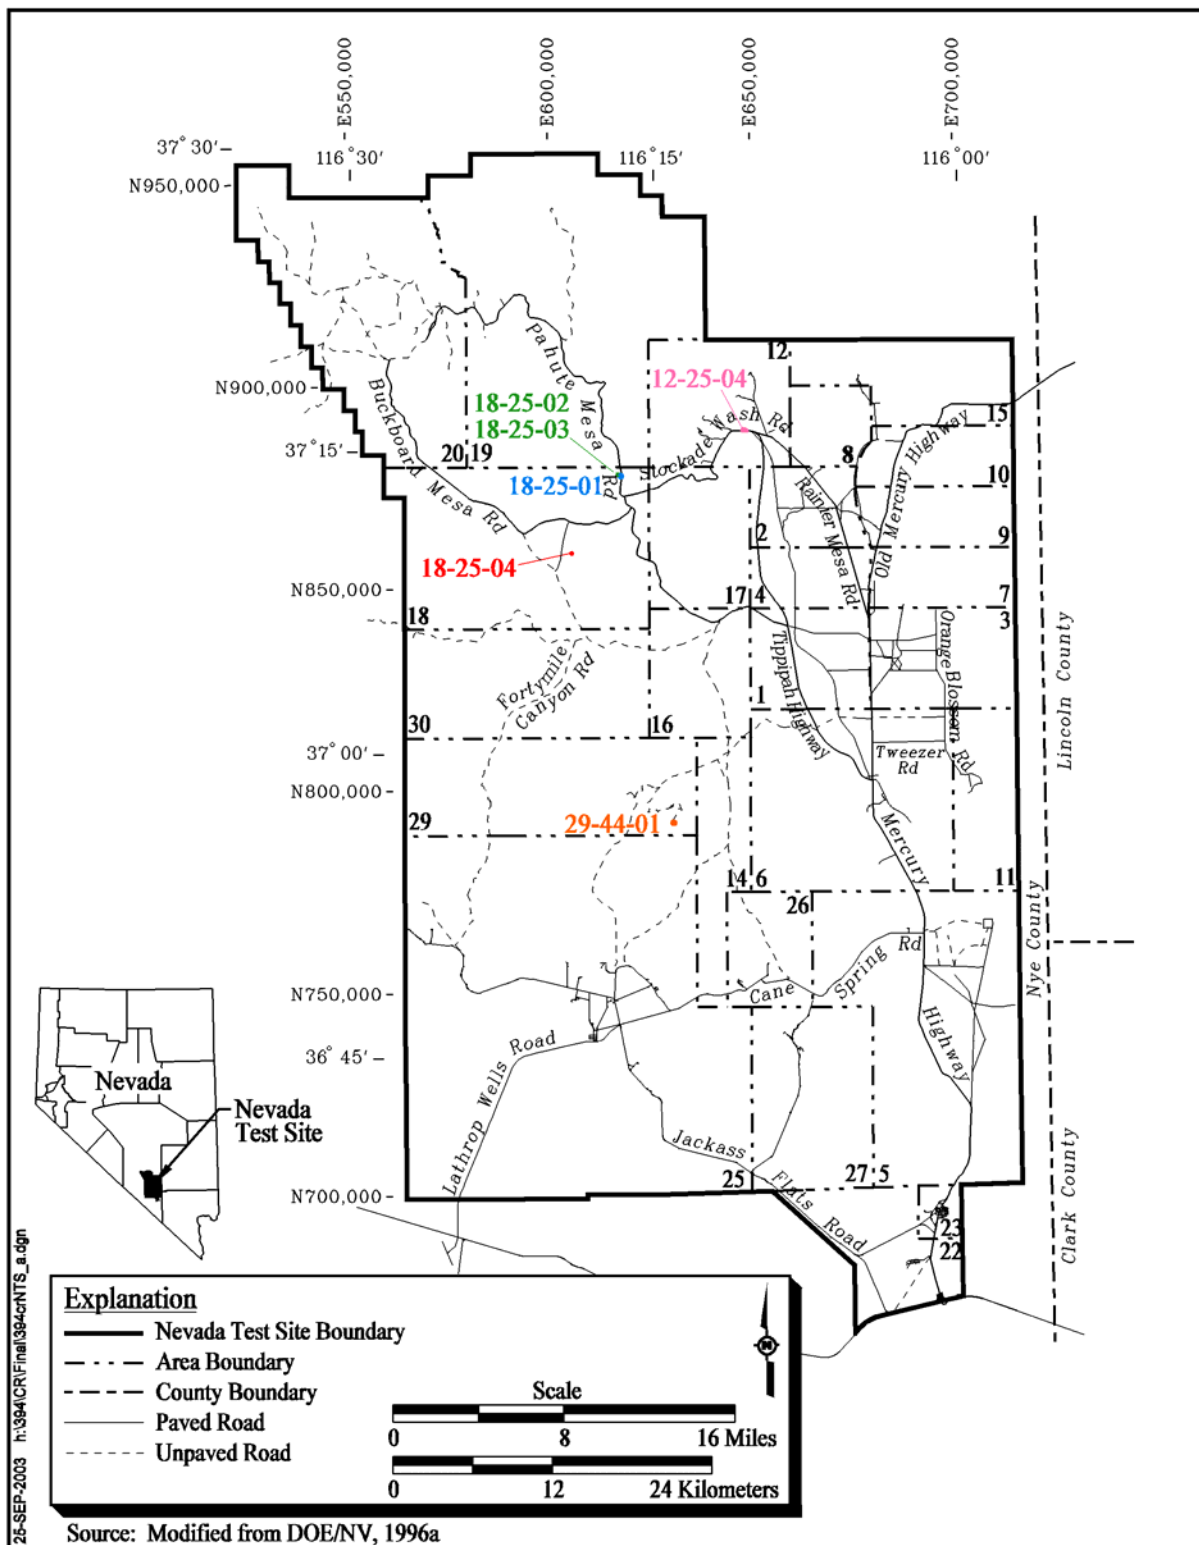 E550,000
E600,000
E650,000
E700,000
37° 30'
116° 30'
116° 15'
116° 00'
N950,000
12
Pahute Mesa Rd
12-25-04
N900,000
Buckboard Mesa Rd
18-25-02
18-25-03
Stockade Wash Rd
15
37° 15'
20
19
8
Old Mercury Highway
10
18-25-01
Rainier Mesa Rd
2
9
18-25-04
N850,000
17
4
7
18
3
Orange Blossom Rd
Lincoln County
Fortymile
Canyon Rd
Tippipah Highway
1
30
16
37° 00'
Tweezer
Rd
N800,000
29
29-44-01
Mercury
14
6
11
26
Nye County
Rd
Spring
Cane
N750,000
Highway
36° 45'
Lathrop Wells Road
Nevada
Nevada
Test Site
Jackass
Flats Road
Clark County
N700,000
25
27
5
23
22
Explanation
Nevada Test Site Boundary
Area Boundary
County Boundary
Paved Road
Unpaved Road
Scale
0
8
16 Miles
0
12
24 Kilometers
25-SEP-2003 h:\394\CR\Final\394crNTS_a.dgn
Source: Modified from DOE/NV, 1996a